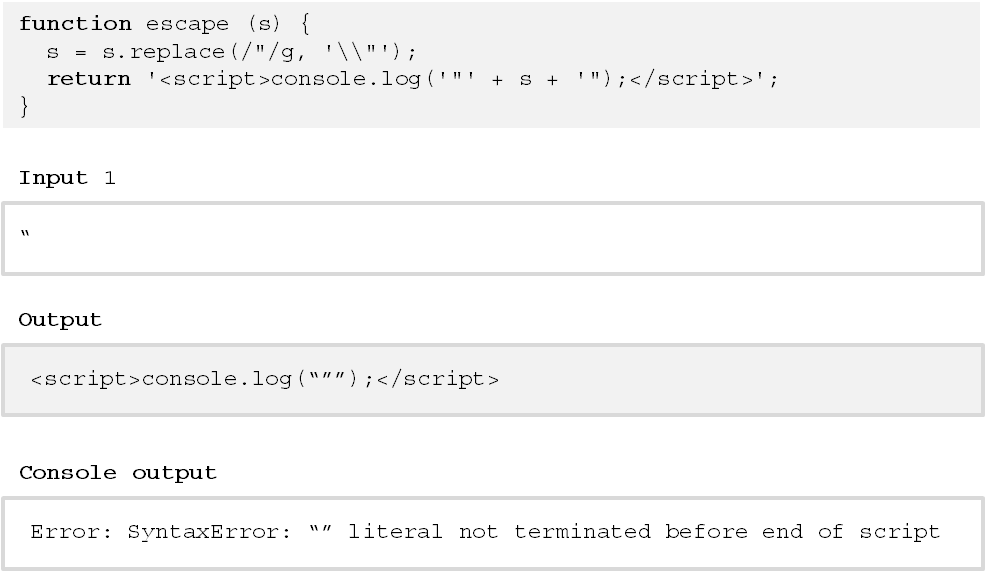 function escape (s) {
  s = s.replace(/"/g, '\\"');
  return '<script>console.log('"' + s + '");</script>';
}
Input 1
“
Output
<script>console.log(“””);</script>
Console output
Error: SyntaxError: “” literal not terminated before end of script